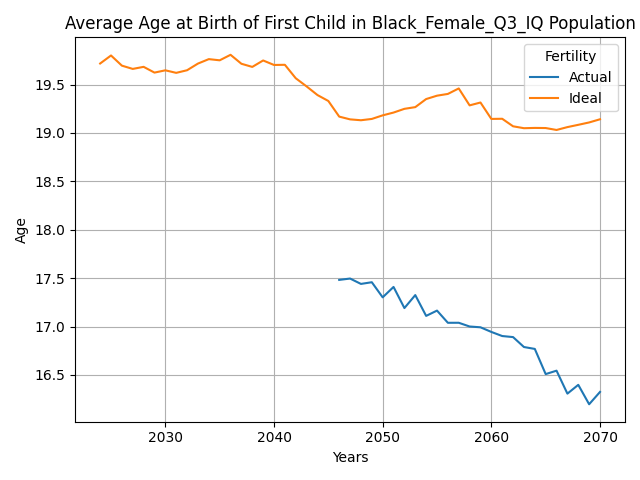 Average Age at Birth of First Child in Black_Female_Q3_IQ Population
Fertility
Actual
Ideal
Age
19.5
19.0
18.5
18.0
17.5
17.0
16.5
2030
2040
2050
2060
2070
Years